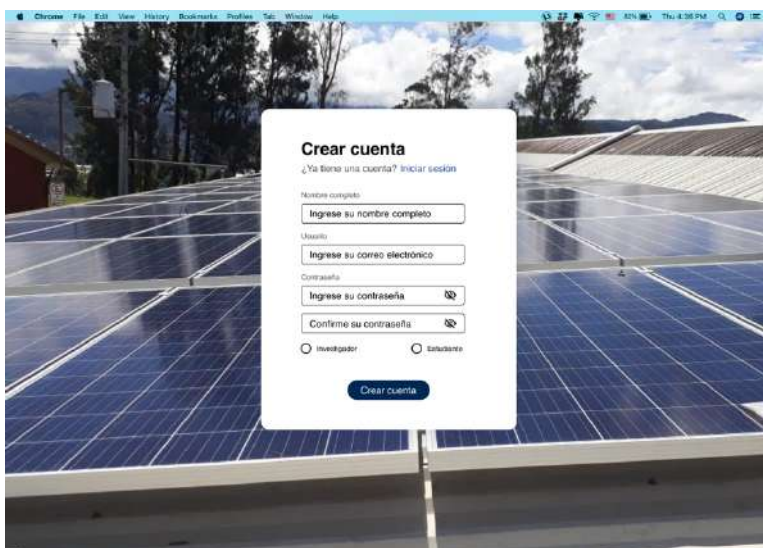 Chrome File Edit View History Bookmarks Profiles Tab Window Help Thu 4:36 PM
Crear cuenta
¿Ya tiene una cuenta? Iniciar sesión
Nombre completo
Ingrese su nombre completo
Usuario
Ingrese su correo electrónico
Contraseña
Ingrese su contraseña
Confirme su contraseña
Investigador Estudiante
Crear cuenta